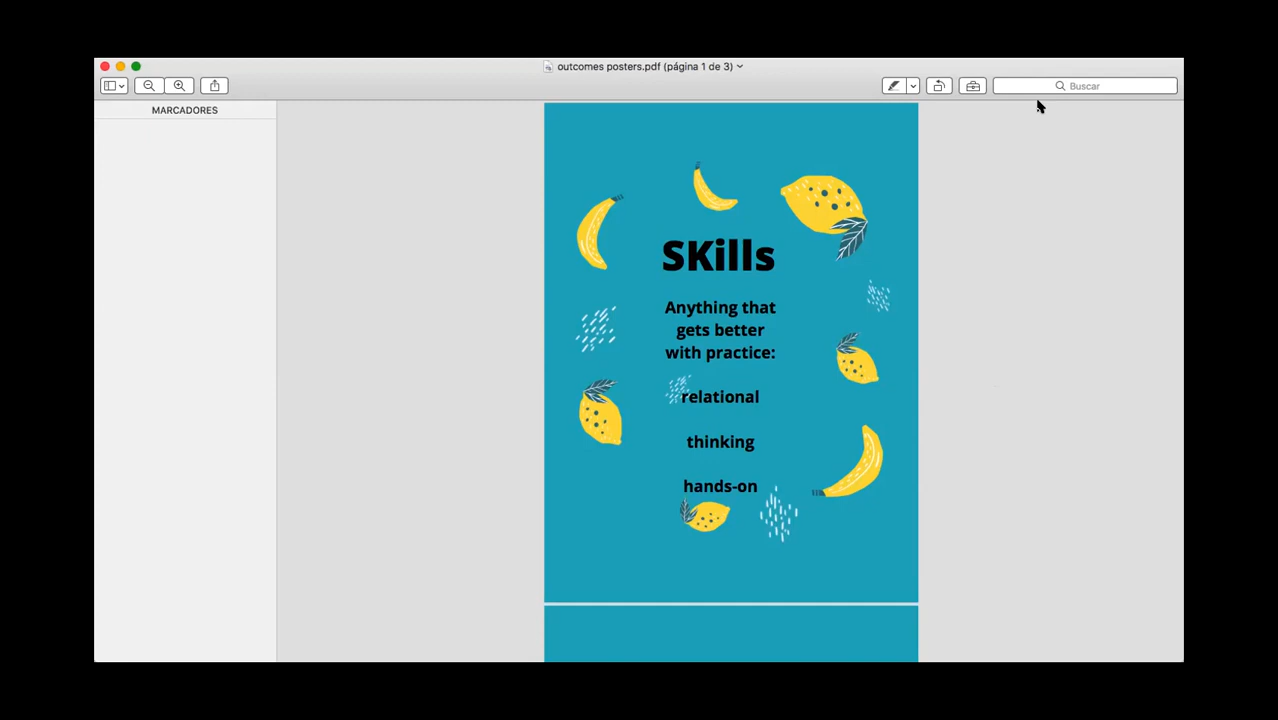 outcomes posters.pdf (página 1 de 3)
Buscar
MARCADORES
SKills
Anything that
gets better
with practice:
relational
thinking
hands-on